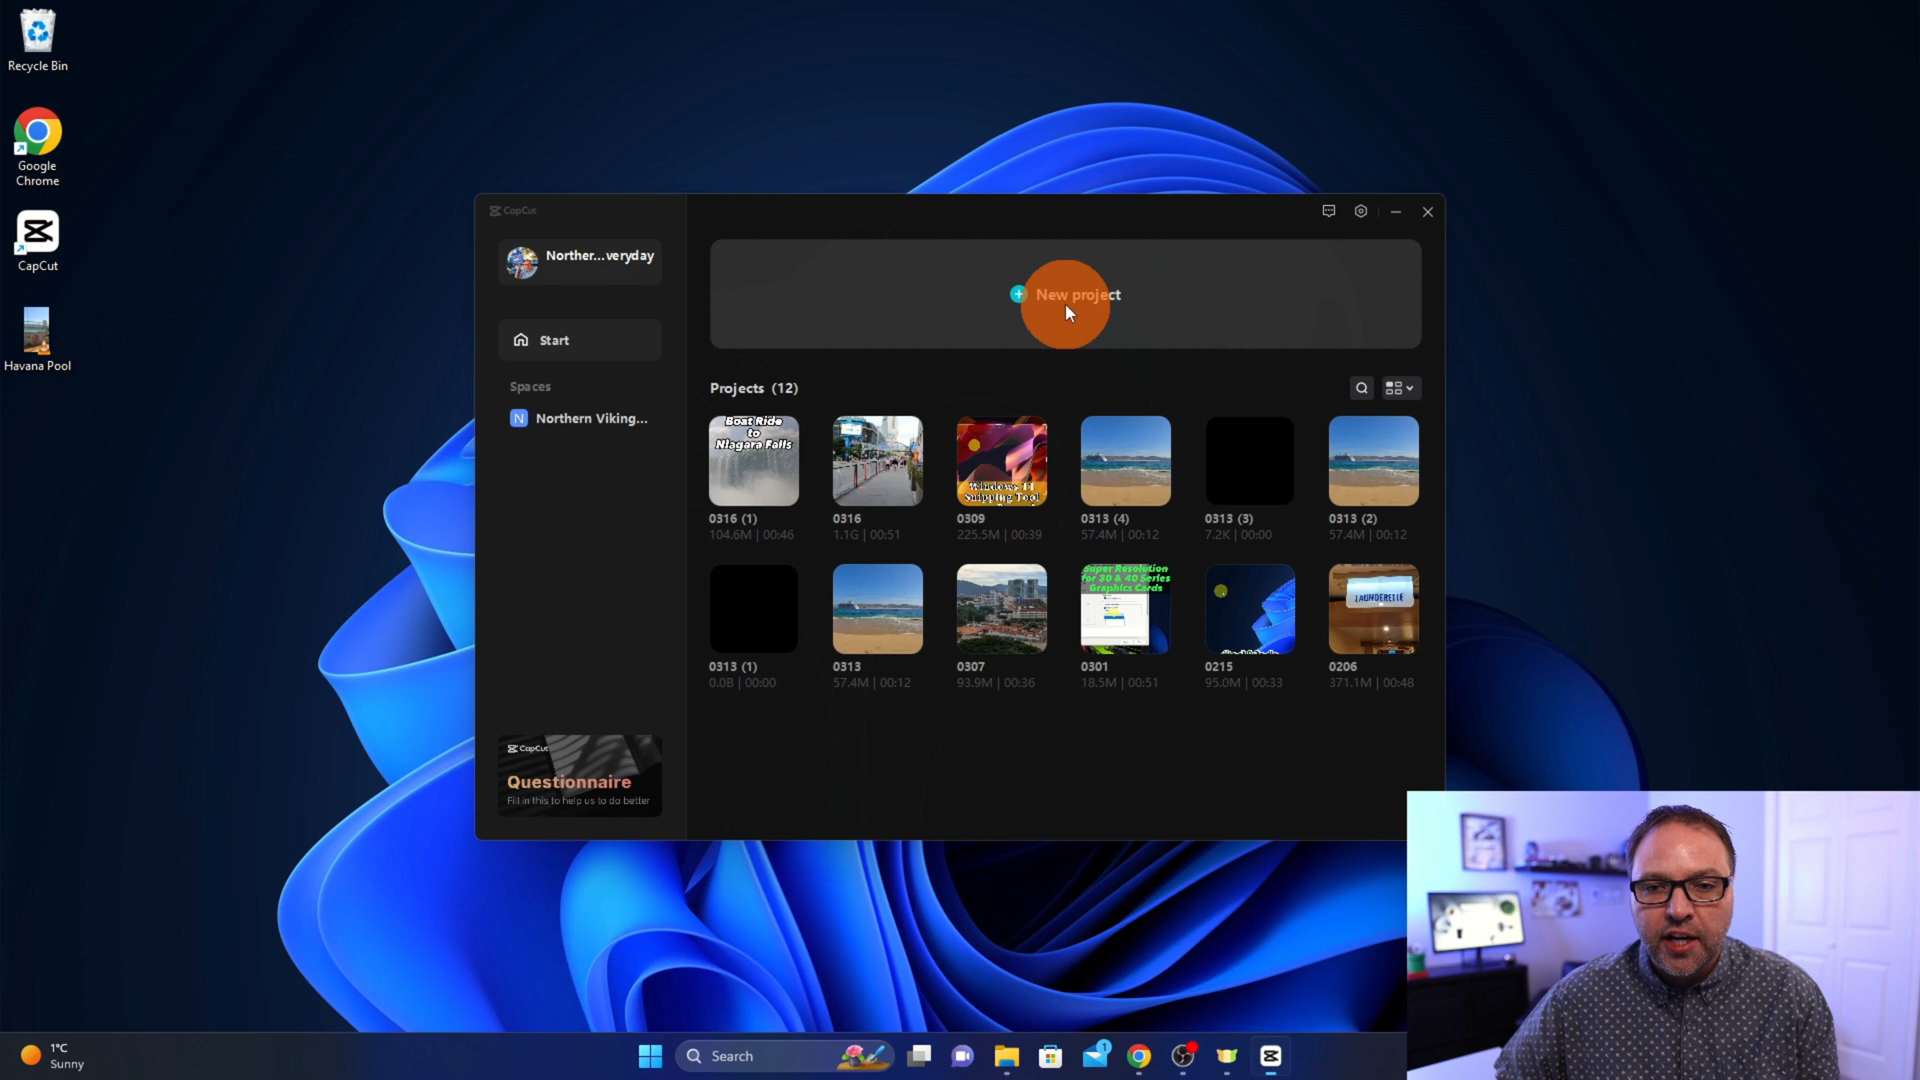 Recycle Bin
Google
Chrome
CapCut
Havana Pool
CapCut
Norther...veryday
Start
Spaces
N Northern Viking...
CapCut
Questionnaire
Fill in this to help us to do better
New project
Projects (12)
Boat Ride
to
Niagara Falls
Windows 11
Snipping Tool
0316 (1)
104.6M | 00:46
0316
1.1G | 00:51
0309
225.5M | 00:39
0313 (4)
57.4M | 00:12
0313 (3)
7.2K | 00:00
0313 (2)
57.4M | 00:12
Super Resolution
for 30 & 40 Series
Graphics Cards
LAUNDERETTE
0313 (1)
0.0B | 00:00
0313
57.4M | 00:12
0307
93.9M | 00:36
0301
18.5M | 00:51
0215
95.0M | 00:33
0206
371.1M | 00:48
1°C
Sunny
Search
1